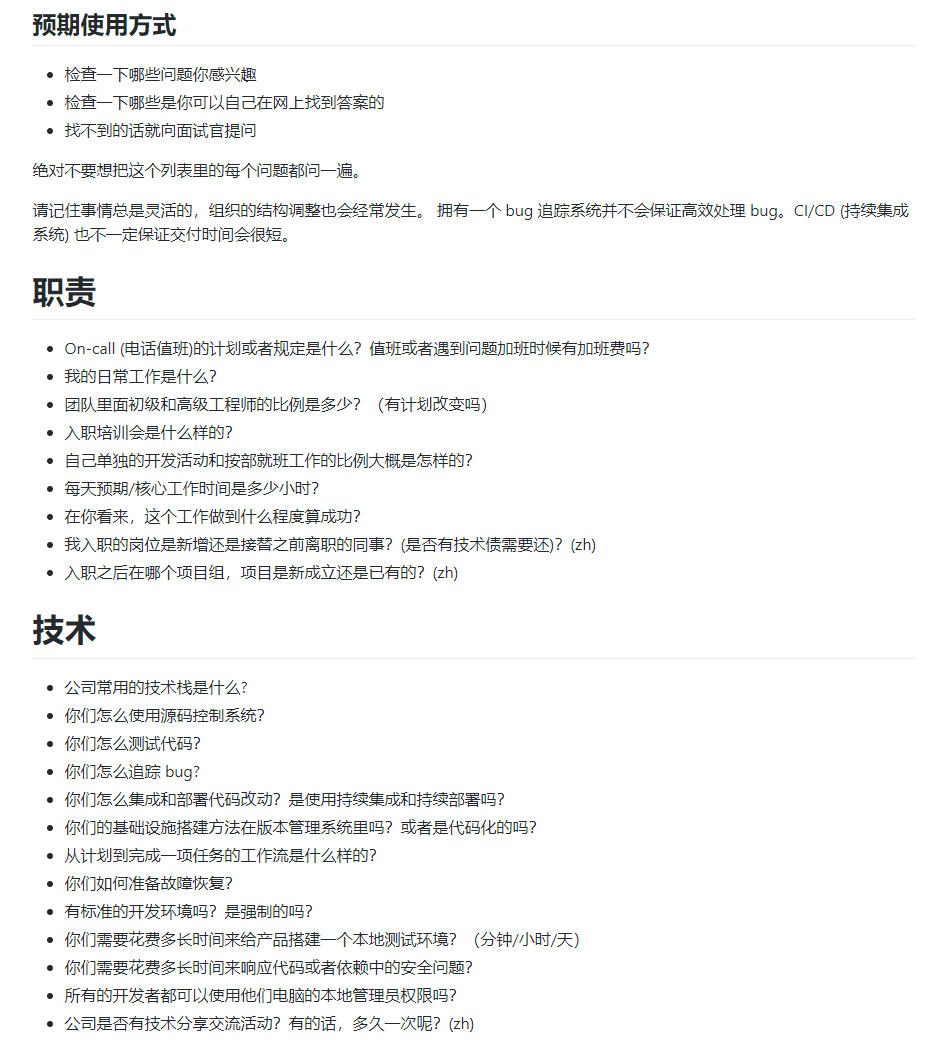 预期使用方式
检查一下哪些问题你感兴趣
检查一下哪些是你可以自己在网上找到答案的
找不到的话就向面试官提问
绝对不要想把这个列表里的每个问题都问一遍。
请记住事情总是灵活的，组织的结构调整也会经常发生。 拥有一个 bug 追踪系统并不会保证高效处理 bug。CI/CD (持续集成
系统) 也不一定保证交付时间会很短。
职责
On-call (电话值班)的计划或者规定是什么？值班或者遇到问题加班时候有加班费吗？
我的日常工作是什么？
团队里面初级和高级工程师的比例是多少？（有计划改变吗）
入职培训会是什么样的？
自己单独的开发活动和按部就班工作的比例大概是怎样的？
每天预期/核心工作时间是多少小时？
在你看来，这个工作做到什么程度算成功？
我入职的岗位是新增还是接替之前离职的同事？(是否有技术债需要还)？(zh)
入职之后在哪个项目组，项目是新成立还是已有的？(zh)
技术
公司常用的技术栈是什么?
你们怎么使用源码控制系统？
你们怎么测试代码？
你们怎么追踪 bug?
你们怎么集成和部署代码改动？是使用持续集成和持续部署吗？
你们的基础设施搭建方法在版本管理系统里吗？或者是代码化的吗？
从计划到完成一项任务的工作流是什么样的？
你们如何准备故障恢复？
有标准的开发环境吗？是强制的吗？
你们需要花费多长时间来给产品搭建一个本地测试环境？（分钟/小时/天）
你们需要花费多长时间来响应代码或者依赖中的安全问题？
所有的开发者都可以使用他们电脑的本地管理员权限吗？
公司是否有技术分享交流活动？有的话，多久一次呢？(zh)